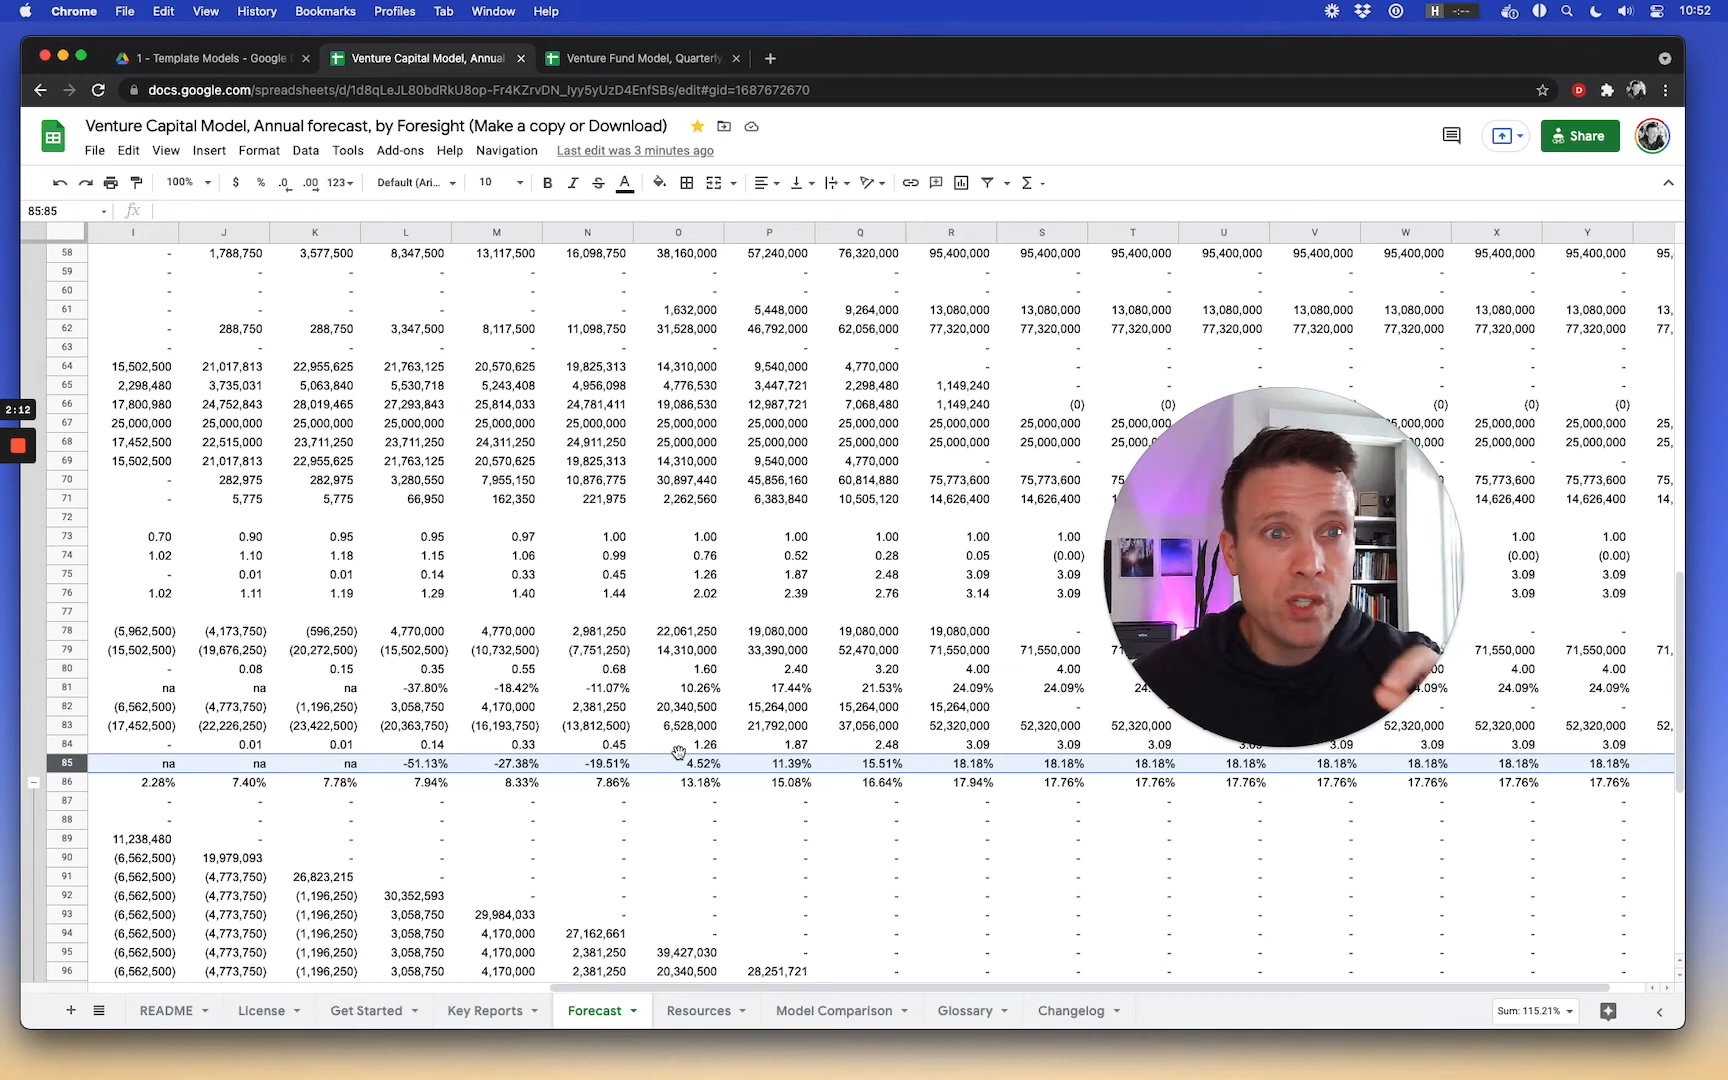 Chrome File Edit View History Bookmarks Profiles Tab Window Help H -:-- 10:52
1 - Template Models - Google Venture Capital Model, Annual Venture Fund Model, Quarterly
docs.google.com/spreadsheets/d/1d8qLeJL80bdRkU8op-Fr4KZrvDN_Iyy5yUzD4EnfSBs/edit#gid=1687672670
Venture Capital Model, Annual forecast, by Foresight (Make a copy or Download)
Share
File Edit View Insert Format Data Tools Add-ons Help Navigation Last edit was 3 minutes ago
100% $ % .0 .00 123 Default (Ari... 10 B I S A
85:85 fx
I J K L M N O P Q R S T U V W X Y
58 - 1,788,750 3,577,500 8,347,500 13,117,500 16,098,750 38,160,000 57,240,000 76,320,000 95,400,000 95,400,000 95,400,000 95,400,000 95,400,000 95,400,000 95,400,000 95,400,000 95,
59 - - - - - - - - - - - - - - - - -
60 - - - - - - - - - - - - - - - - -
61 - - - - - - 1,632,000 5,448,000 9,264,000 13,080,000 13,080,000 13,080,000 13,080,000 13,080,000 13,080,000 13,080,000 13,080,000 13,
62 - 288,750 288,750 3,347,500 8,117,500 11,098,750 31,528,000 46,792,000 62,056,000 77,320,000 77,320,000 77,320,000 77,320,000 77,320,000 77,320,000 77,320,000 77,320,000 77,
63 - - - - - - - - - - - - - - - - -
64 15,502,500 21,017,813 22,955,625 21,763,125 20,570,625 19,825,313 14,310,000 9,540,000 4,770,000 - - - - - - - -
65 2,298,480 3,735,031 5,063,840 5,530,718 5,243,408 4,956,098 4,776,530 3,447,721 2,298,480 1,149,240 - - - - - - -
2:12
66 17,800,980 24,752,843 28,019,465 27,293,843 25,814,033 24,781,411 19,086,530 12,987,721 7,068,480 1,149,240 (0) (0) (0) (0) (0)
67 25,000,000 25,000,000 25,000,000 25,000,000 25,000,000 25,000,000 25,000,000 25,000,000 25,000,000 25,000,000 25,000,000 25,000,000 5,000,000 25,000,000 25,000,000 25,
68 17,452,500 22,515,000 23,711,250 23,711,250 24,311,250 24,911,250 25,000,000 25,000,000 25,000,000 25,000,000 25,000,000 25,000, 000,000 25,000,000 25,000,000 25,
69 15,502,500 21,017,813 22,955,625 21,763,125 20,570,625 19,825,313 14,310,000 9,540,000 4,770,000 - - - -
70 - 282,975 282,975 3,280,550 7,955,150 10,876,775 30,897,440 45,856,160 60,814,880 75,773,600 75,773,600 75,773,600 75,773,600 75,
71 - 5,775 5,775 66,950 162,350 221,975 2,262,560 6,383,840 10,505,120 14,626,400 14,626,400 14,626,400 14,626,400 14,
72
73 0.70 0.90 0.95 0.95 0.97 1.00 1.00 1.00 1.00 1.00 1.00 1.00 1.00
74 1.02 1.10 1.18 1.15 1.06 0.99 0.76 0.52 0.28 0.05 (0.00) (0.00) (0.00)
75 - 0.01 0.01 0.14 0.33 0.45 1.26 1.87 2.48 3.09 3.09 3.09 3.09
76 1.02 1.11 1.19 1.29 1.40 1.44 2.02 2.39 2.76 3.14 3.09 3.09 3.09
77
78 (5,962,500) (4,173,750) (596,250) 4,770,000 4,770,000 2,981,250 22,061,250 19,080,000 19,080,000 19,080,000 - - -
79 (15,502,500) (19,676,250) (20,272,500) (15,502,500) (10,732,500) (7,751,250) 14,310,000 33,390,000 52,470,000 71,550,000 71,550,000 71,550,000 71,550,000 71,
80 - 0.08 0.15 0.35 0.55 0.68 1.60 2.40 3.20 4.00 4.00 00 4.00 4.00
81 na na na -37.80% -18.42% -11.07% 10.26% 17.44% 21.53% 24.09% 24.09% 24. 4.09% 24.09% 24.09%
82 (6,562,500) (4,773,750) (1,196,250) 3,058,750 4,170,000 2,381,250 20,340,500 15,264,000 15,264,000 15,264,000 - - - -
83 (17,452,500) (22,226,250) (23,422,500) (20,363,750) (16,193,750) (13,812,500) 6,528,000 21,792,000 37,056,000 52,320,000 52,320,000 52,320,000 52,320,000 52,320,000 52,320,000 52,
84 - 0.01 0.01 0.14 0.33 0.45 1.26 1.87 2.48 3.09 3.09 3.09 3.09 3.09 3.09 3.09
85 na na na -51.13% -27.38% -19.51% 4.52% 11.39% 15.51% 18.18% 18.18% 18.18% 18.18% 18.18% 18.18% 18.18% 18.18%
86 2.28% 7.40% 7.78% 7.94% 8.33% 7.86% 13.18% 15.08% 16.64% 17.94% 17.76% 17.76% 17.76% 17.76% 17.76% 17.76% 17.76%
87 - - - - - - - - - - - - - - - - -
88 - - - - - - - - - - - - - - - - -
89 11,238,480 - - - - - - - - - - - - - - - -
90 (6,562,500) 19,979,093 - - - - - - - - - - - - - - -
91 (6,562,500) (4,773,750) 26,823,215 - - - - - - - - - - - - - -
92 (6,562,500) (4,773,750) (1,196,250) 30,352,593 - - - - - - - - - - - - -
93 (6,562,500) (4,773,750) (1,196,250) 3,058,750 29,984,033 - - - - - - - - - - - -
94 (6,562,500) (4,773,750) (1,196,250) 3,058,750 4,170,000 27,162,661 - - - - - - - - - - -
95 (6,562,500) (4,773,750) (1,196,250) 3,058,750 4,170,000 2,381,250 39,427,030 - - - - - - - - - -
96 (6,562,500) (4,773,750) (1,196,250) 3,058,750 4,170,000 2,381,250 20,340,500 28,251,721 - - - - - - - - -
README License Get Started Key Reports Forecast Resources Model Comparison Glossary Changelog Sum: 115.21%